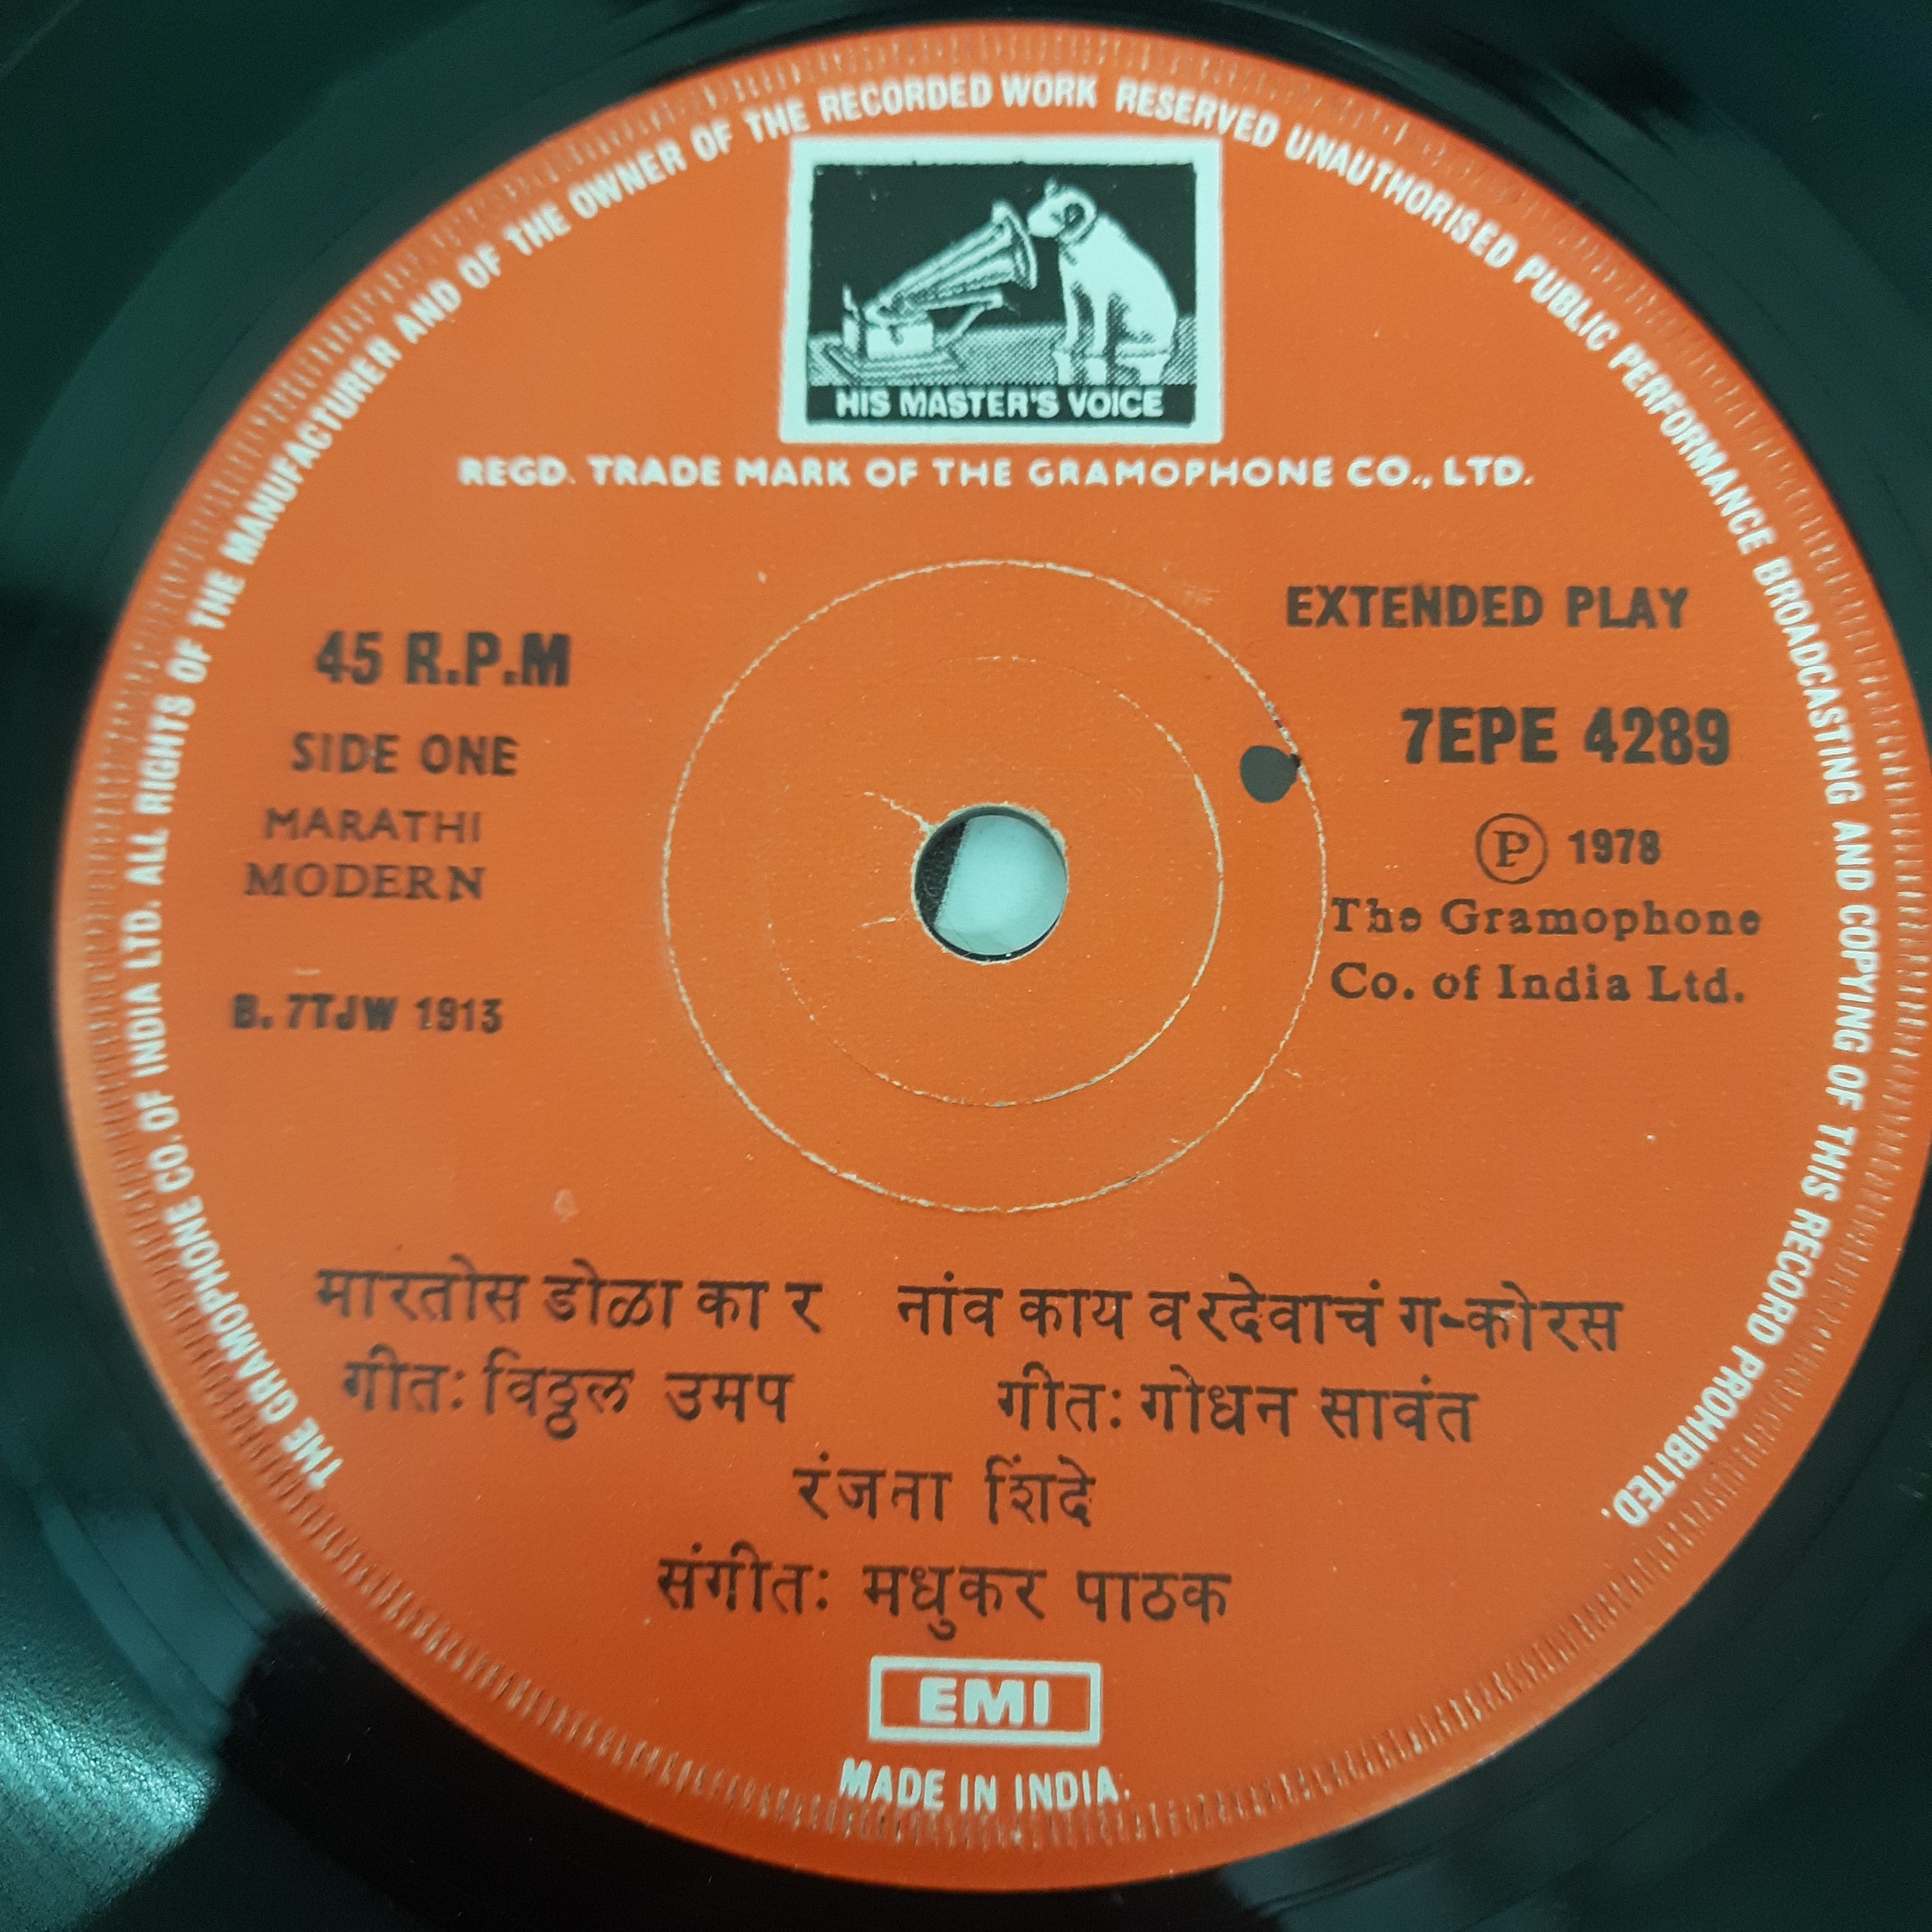 THE GRAMOPHONE CO. OF INDIA LTD. ALL RIGHTS OF THE MANUFACTURER AND OF THE OWNER OF THE RECORDED WORK RESERVED UNAUTHORISED PUBLIC PERFORMANCE BROADCASTING AND COPYING OF THIS RECORD PROHIBITED.
HIS MASTER'S VOICE
REGD. TRADE MARK OF THE GRAMOPHONE CO., LTD.
45 R.P.M
SIDE ONE
MARATHI
MODERN
B. 7TJW 1913
EXTENDED PLAY
7EPE 4289
Ⓟ 1978
The Gramophone
Co. of India Ltd.
मारतोस डोळा का र नांव काय वरदेवाचं ग-कोरस
गीत: विठ्ठल उमप गीत: गोधन सावंत
रंजना शिंदे
संगीत: मधुकर पाठक
EMI
MADE IN INDIA.